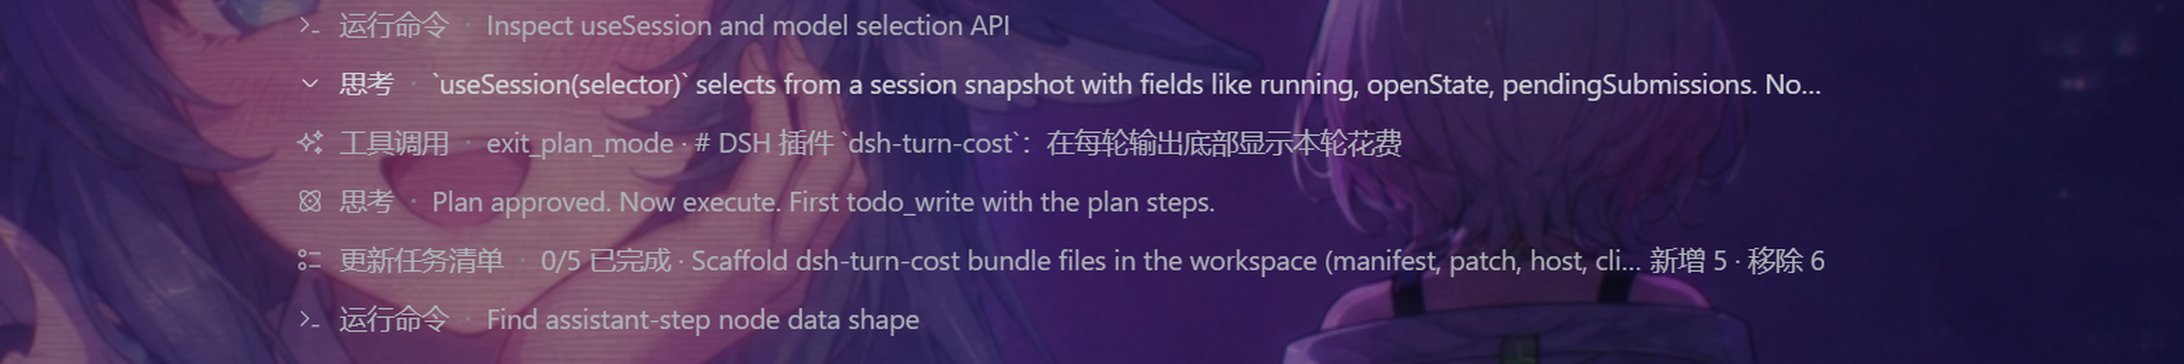 运行命令 · Inspect useSession and model selection API
思考 · `useSession(selector)` selects from a session snapshot with fields like running, openState, pendingSubmissions. No...
工具调用 · exit_plan_mode · # DSH 插件 `dsh-turn-cost`：在每轮输出底部显示本轮花费
思考 · Plan approved. Now execute. First todo_write with the plan steps.
更新任务清单 · 0/5 已完成 · Scaffold dsh-turn-cost bundle files in the workspace (manifest, patch, host, cli... 新增 5 · 移除 6
运行命令 · Find assistant-step node data shape